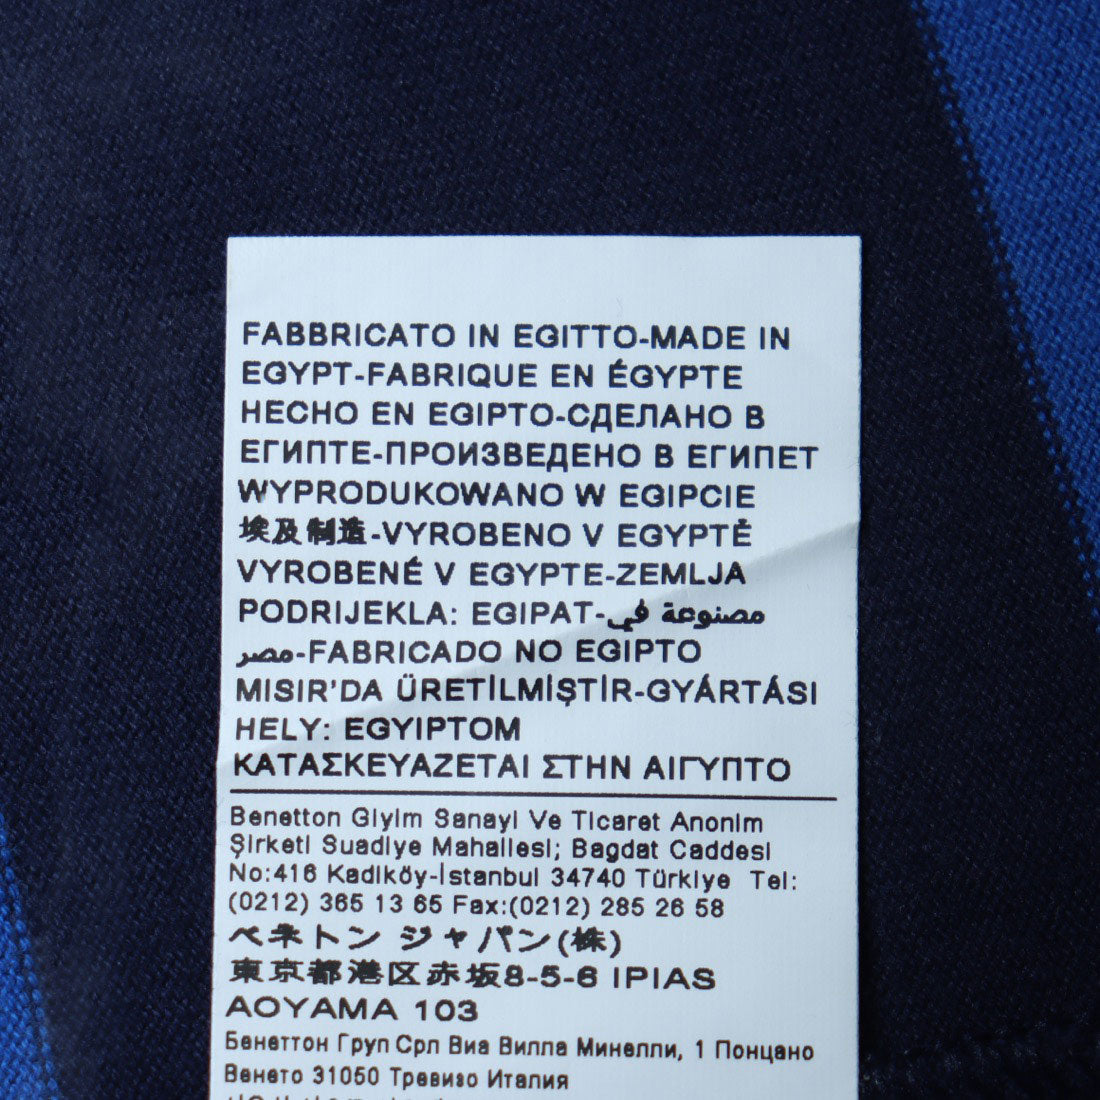 FABBRICATO IN EGITTO-MADE IN
EGYPT-FABRIQUE EN ÉGYPTE
HECHO EN EGIPTO-СДЕЛАНО В
ЕГИПТЕ-ПРОИЗВЕДЕНО В ЕГИПЕТ
WYPRODUKOWANO W EGIPCIE
埃及制造-VYROBENO V EGYPTĚ
VYROBENÉ V EGYPTE-ZEMLJA
PODRIJEKLA: EGIPAT-مصنوعة في
مصر-FABRICADO NO EGIPTO
MISIR'DA ÜRETİLMİŞTİR-GYÁRTÁSI
HELY: EGYIPTOM
ΚΑΤΑΣΚΕΥΑΖΕΤΑΙ ΣΤΗΝ ΑΙΓΥΠΤΟ
Benetton Giyim Sanayi Ve Ticaret Anonim
Şirketi Suadiye Mahallesi; Bagdat Caddesi
No:416 Kadiköy-İstanbul 34740 Türkiye Tel:
(0212) 365 13 65 Fax:(0212) 285 26 58
ベネトン ジャパン(株)
東京都港区赤坂8-5-6 IPIAS
AOYAMA 103
Бенеттон Груп Срл Виа Вилла Минелли, 1 Понцано
Венето 31050 Тревизо Италия